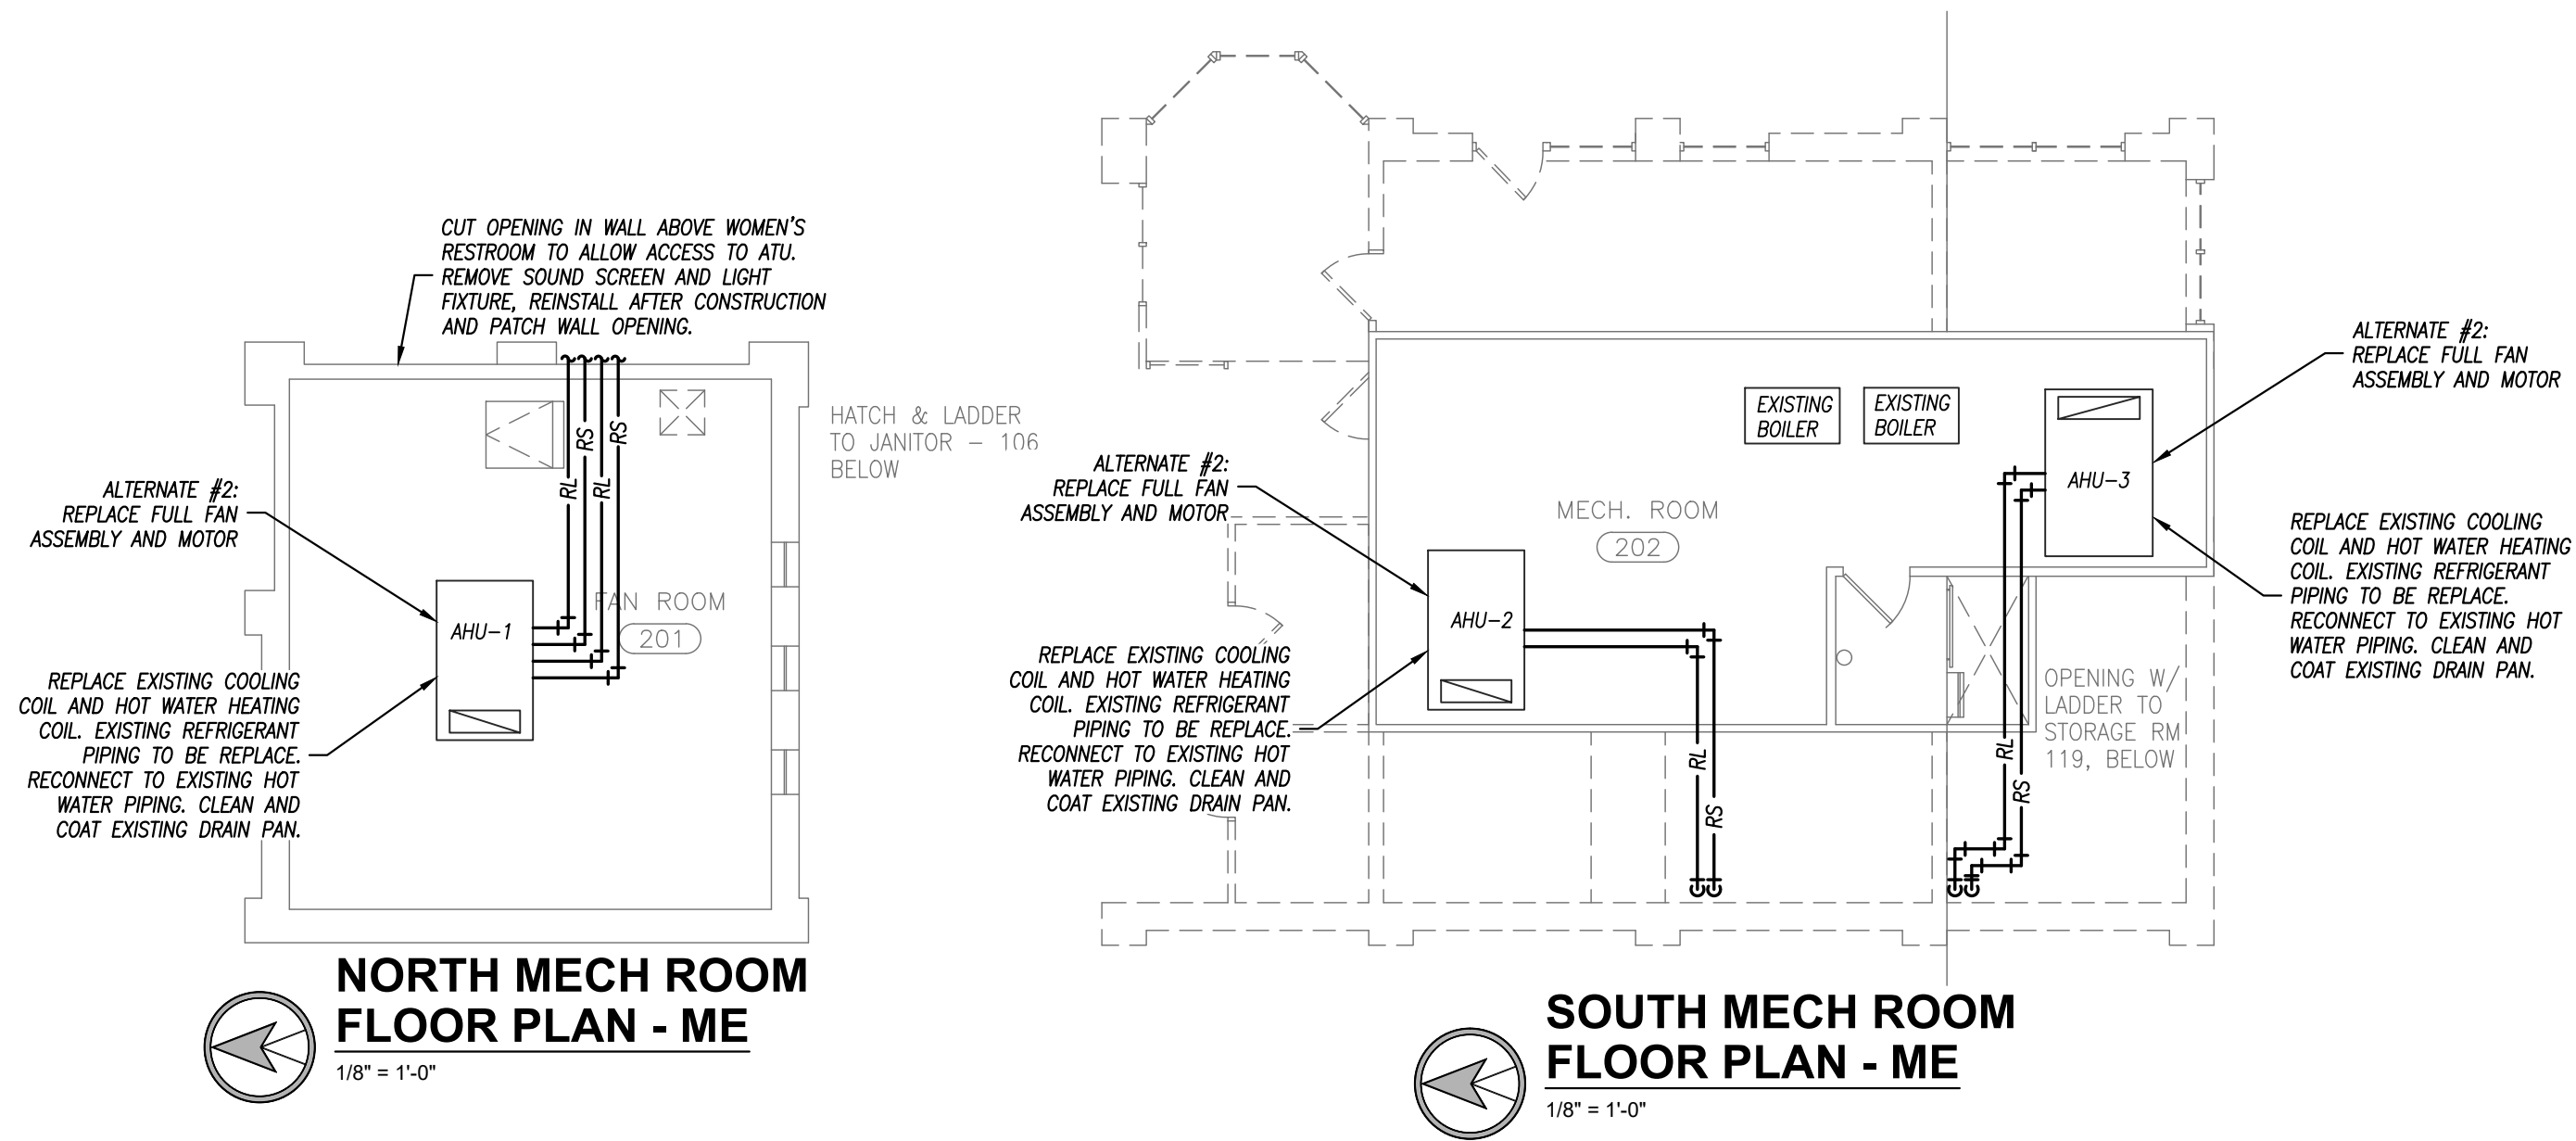 CUT OPENING IN WALL ABOVE WOMEN'S
RESTROOM TO ALLOW ACCESS TO ATU.
REMOVE SOUND SCREEN AND LIGHT
FIXTURE, REINSTALL AFTER CONSTRUCTION
AND PATCH WALL OPENING.
HATCH & LADDER
TO JANITOR - 106
BELOW
RL
RS
RL
RS
ALTERNATE #2:
REPLACE FULL FAN
ASSEMBLY AND MOTOR
FAN ROOM
201
AHU-1
REPLACE EXISTING COOLING
COIL AND HOT WATER HEATING
COIL. EXISTING REFRIGERANT
PIPING TO BE REPLACE.
RECONNECT TO EXISTING HOT
WATER PIPING. CLEAN AND
COAT EXISTING DRAIN PAN.
NORTH MECH ROOM
FLOOR PLAN - ME
1/8" = 1'-0"
ALTERNATE #2:
REPLACE FULL FAN
ASSEMBLY AND MOTOR
EXISTING
BOILER
EXISTING
BOILER
ALTERNATE #2:
REPLACE FULL FAN
ASSEMBLY AND MOTOR
MECH. ROOM
202
AHU-3
AHU-2
REPLACE EXISTING COOLING
COIL AND HOT WATER HEATING
COIL. EXISTING REFRIGERANT
PIPING TO BE REPLACE.
RECONNECT TO EXISTING HOT
WATER PIPING. CLEAN AND
COAT EXISTING DRAIN PAN.
REPLACE EXISTING COOLING
COIL AND HOT WATER HEATING
COIL. EXISTING REFRIGERANT
PIPING TO BE REPLACE.
RECONNECT TO EXISTING HOT
WATER PIPING. CLEAN AND
COAT EXISTING DRAIN PAN.
OPENING W/
LADDER TO
STORAGE RM
119, BELOW
RL
RS
RL
RS
SOUTH MECH ROOM
FLOOR PLAN - ME
1/8" = 1'-0"